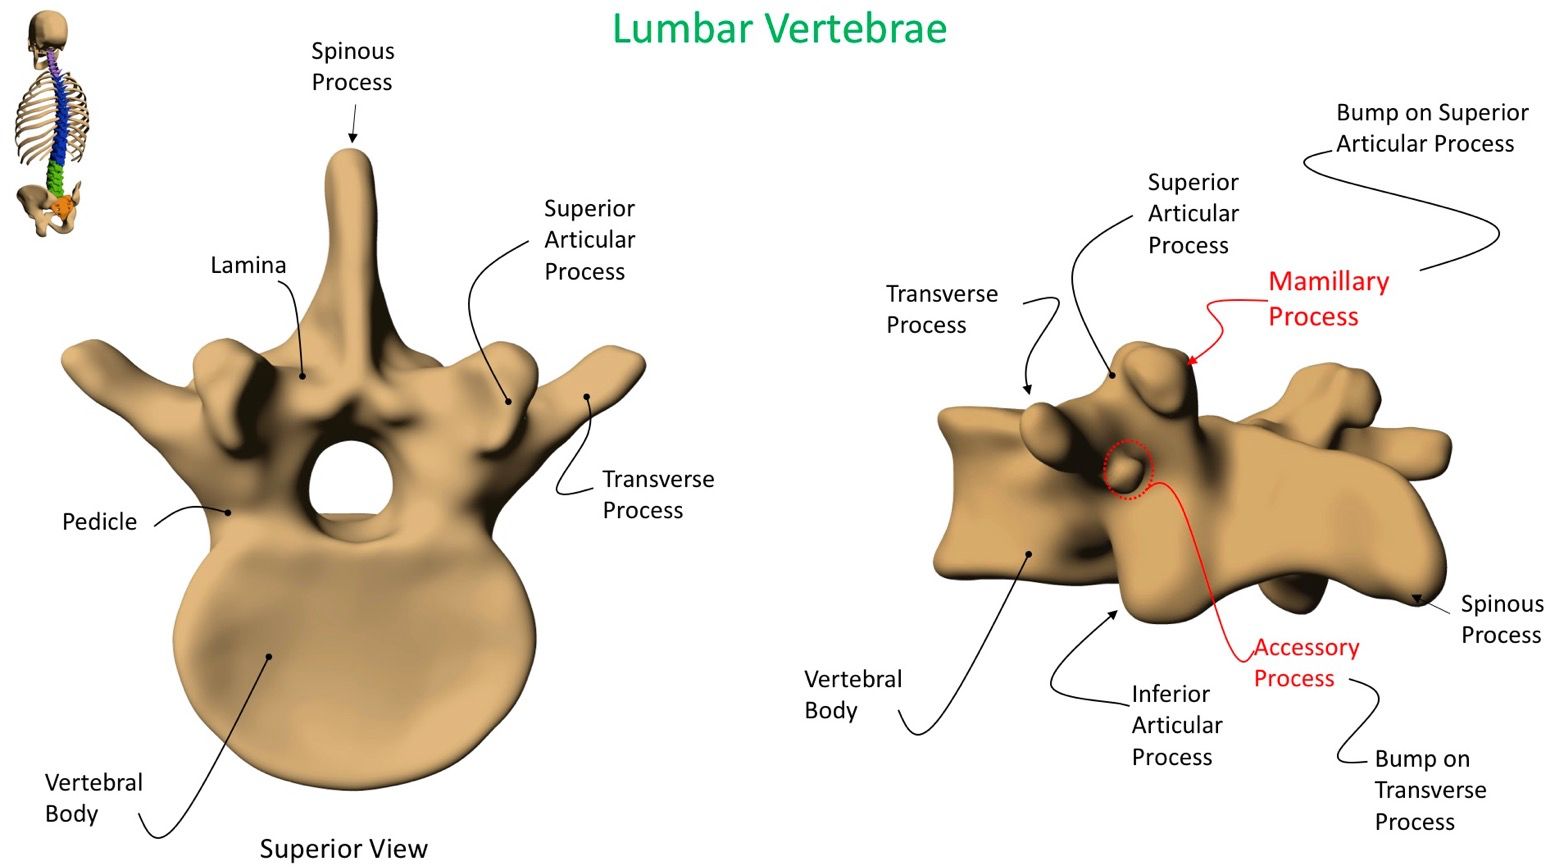 Lumbar Vertebrae
Spinous
Process
Superior
Articular
Process
Lamina
Transverse
Process
Pedicle
Vertebral
Body
Superior View
Bump on Superior
Articular Process
Superior
Articular
Process
Mamillary
Process
Transverse
Process
Spinous
Process
Accessory
Process
Vertebral
Body
Inferior
Articular
Process
Bump on
Transverse
Process